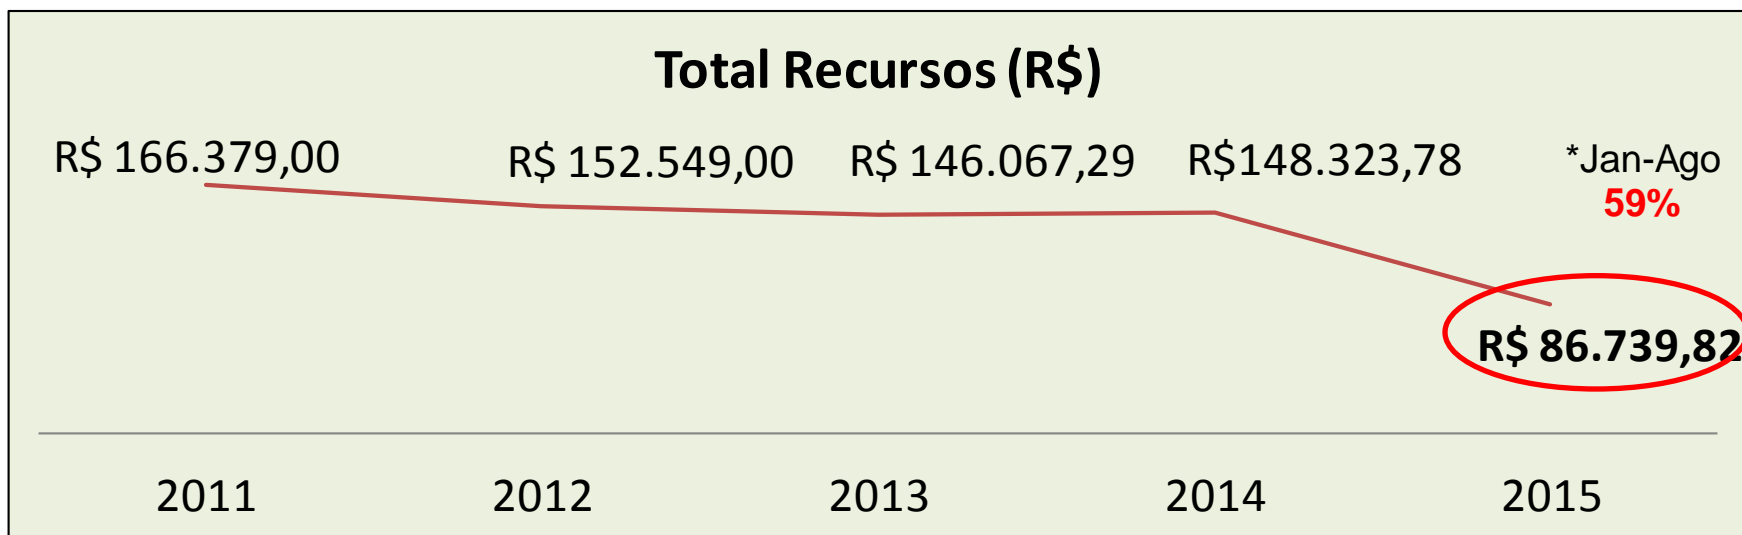 Total Recursos (R$)
R$ 166.379,00 R$ 152.549,00 R$ 146.067,29 R$148.323,78 *Jan-Ago
59%
R$ 86.739,82
2011 2012 2013 2014 2015